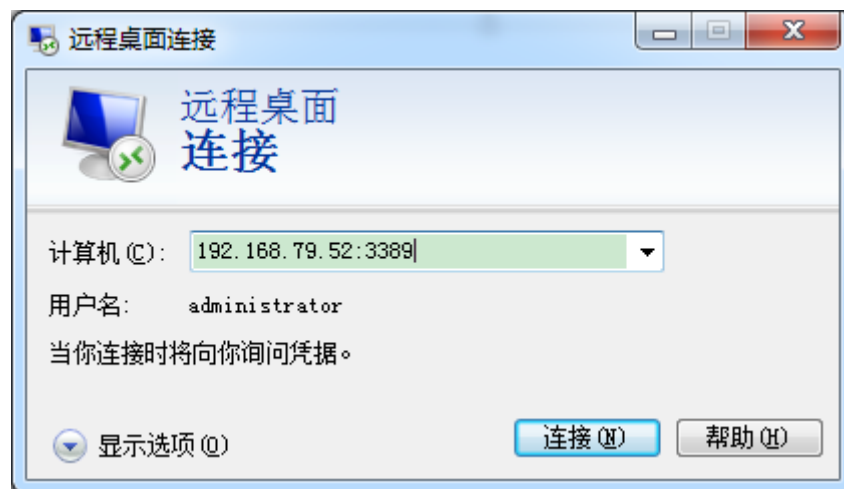 远程桌面连接
远程桌面
连接
计算机(C): 192.168.79.52:3389
用户名: administrator
当你连接时将向你询问凭据。
显示选项(O) 连接(N) 帮助(H)